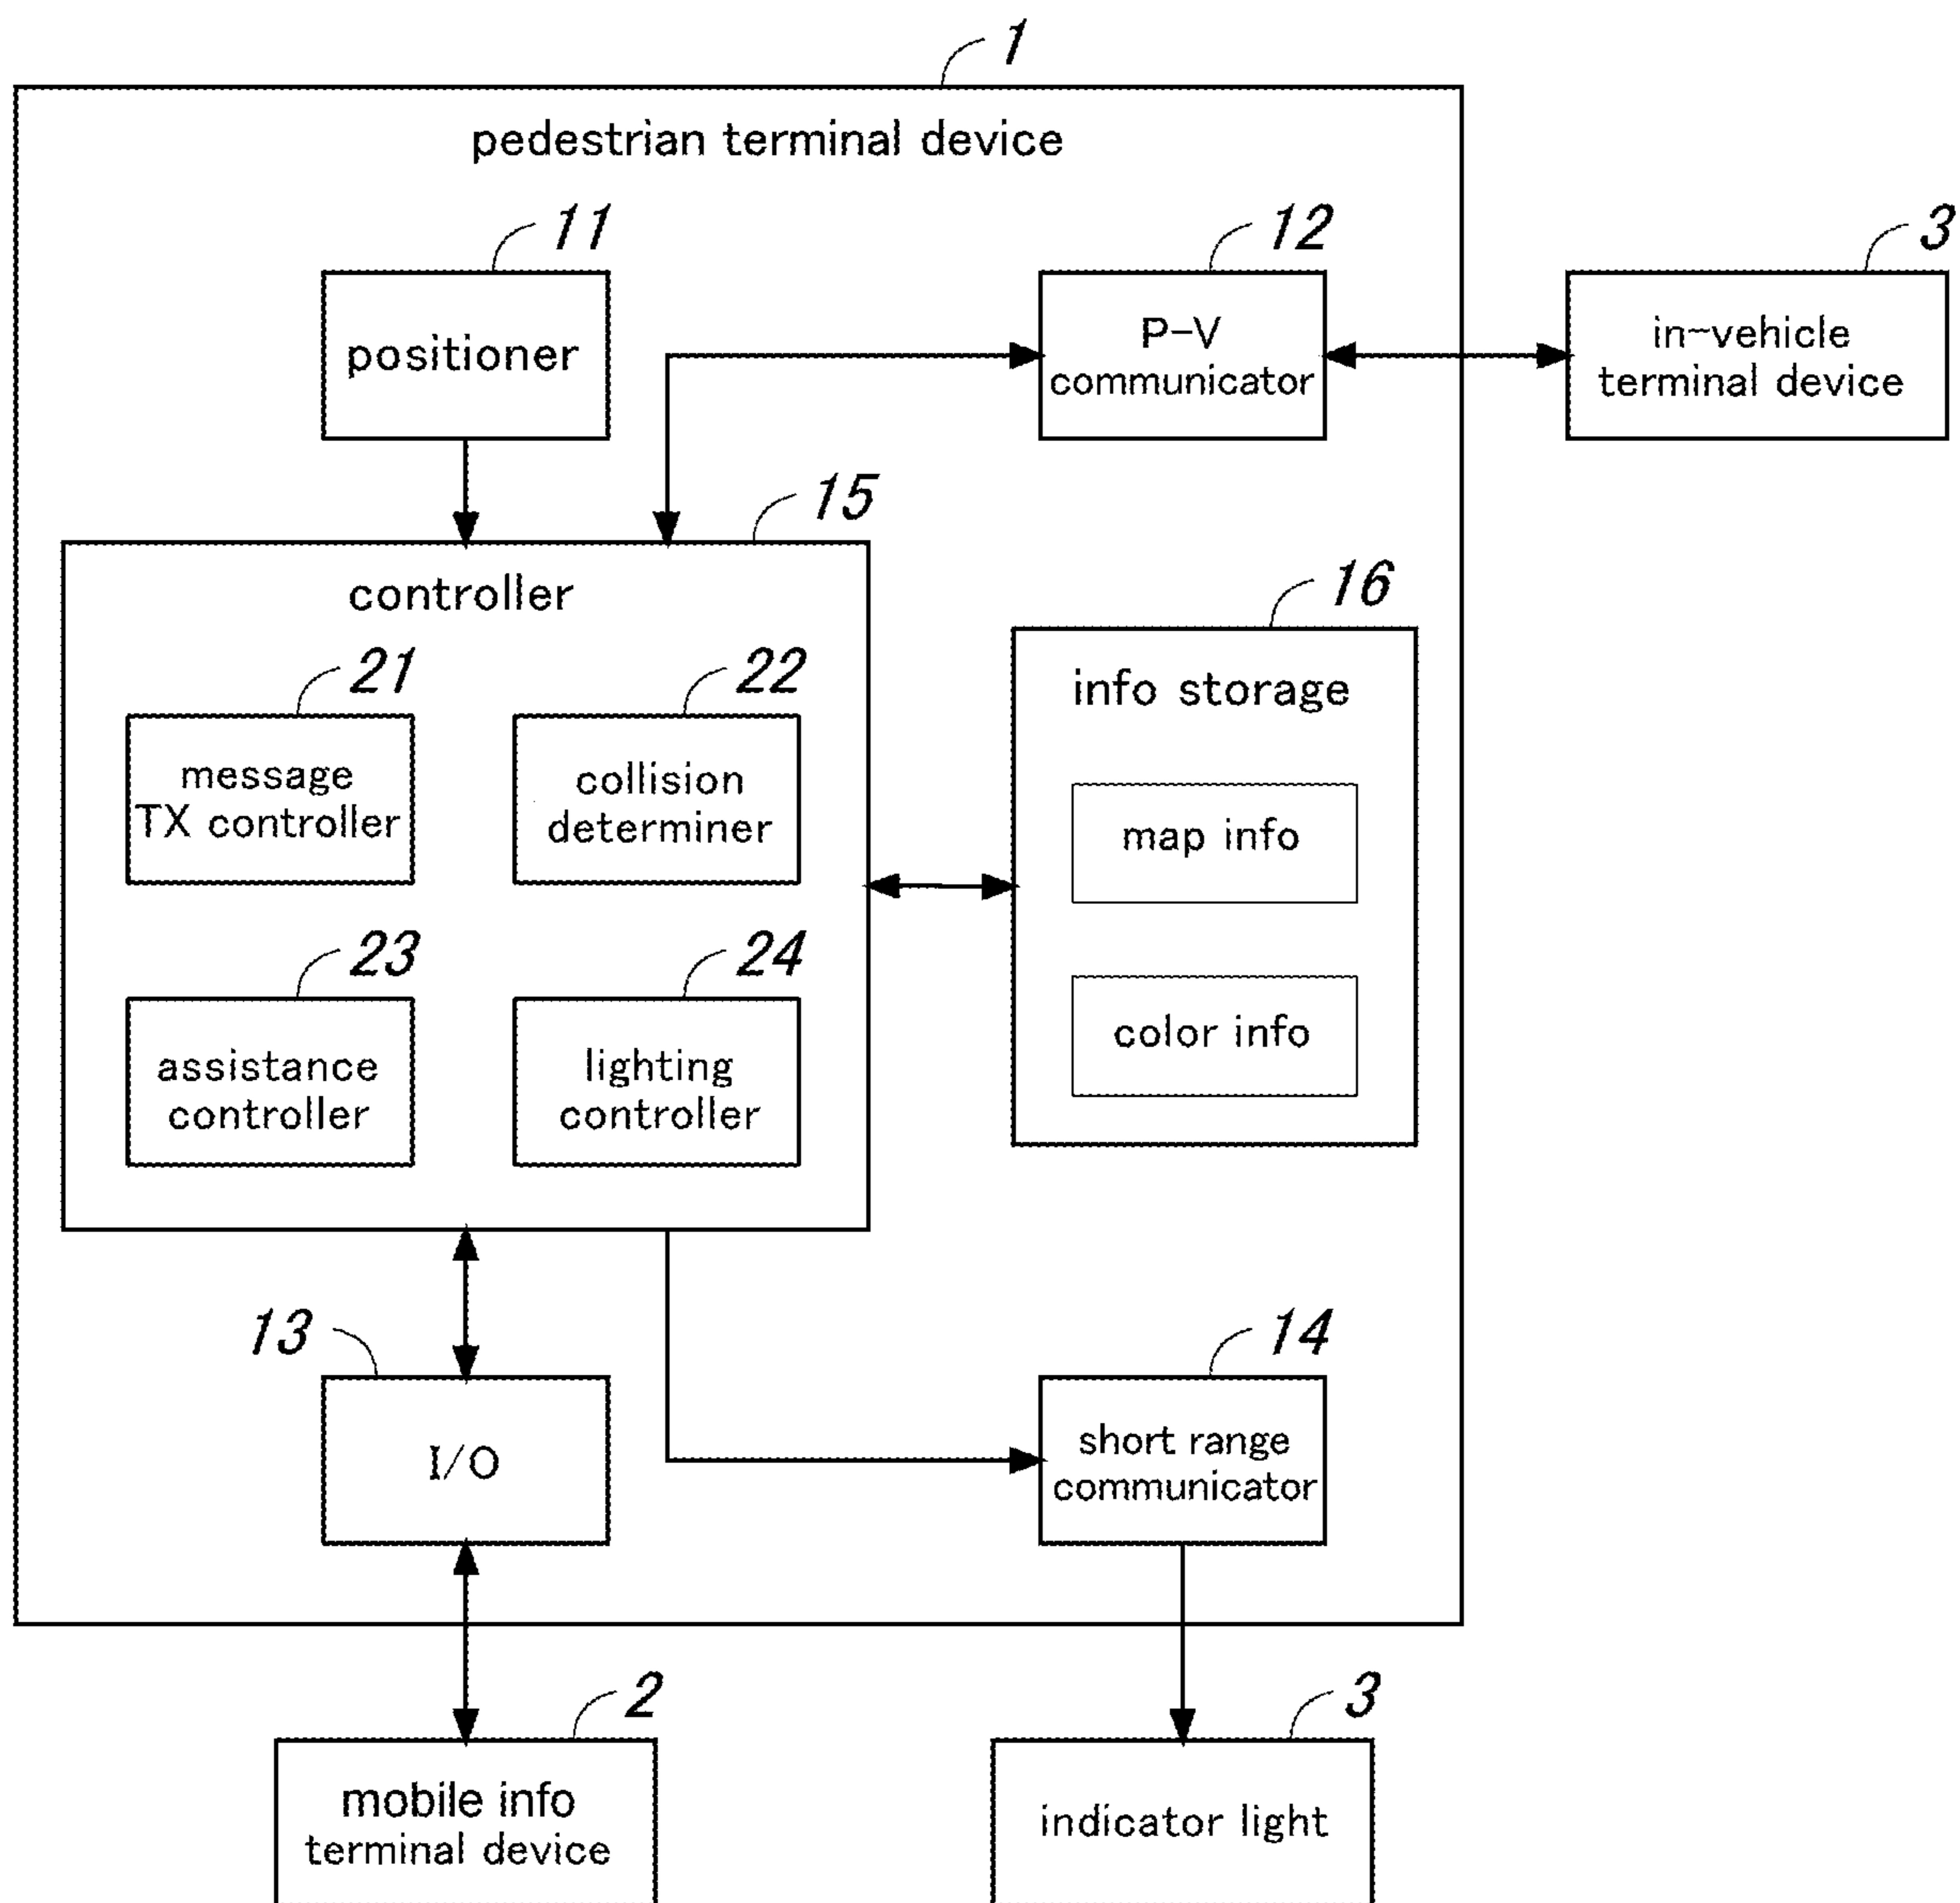 1
pedestrian terminal device
11
positioner
12
P-V
communicator
3
in-vehicle
terminal device
15
controller
21
message
TX controller
22
collision
determiner
23
assistance
controller
24
lighting
controller
16
info storage
map info
color info
13
I/O
14
short range
communicator
2
mobile info
terminal device
3
indicator light